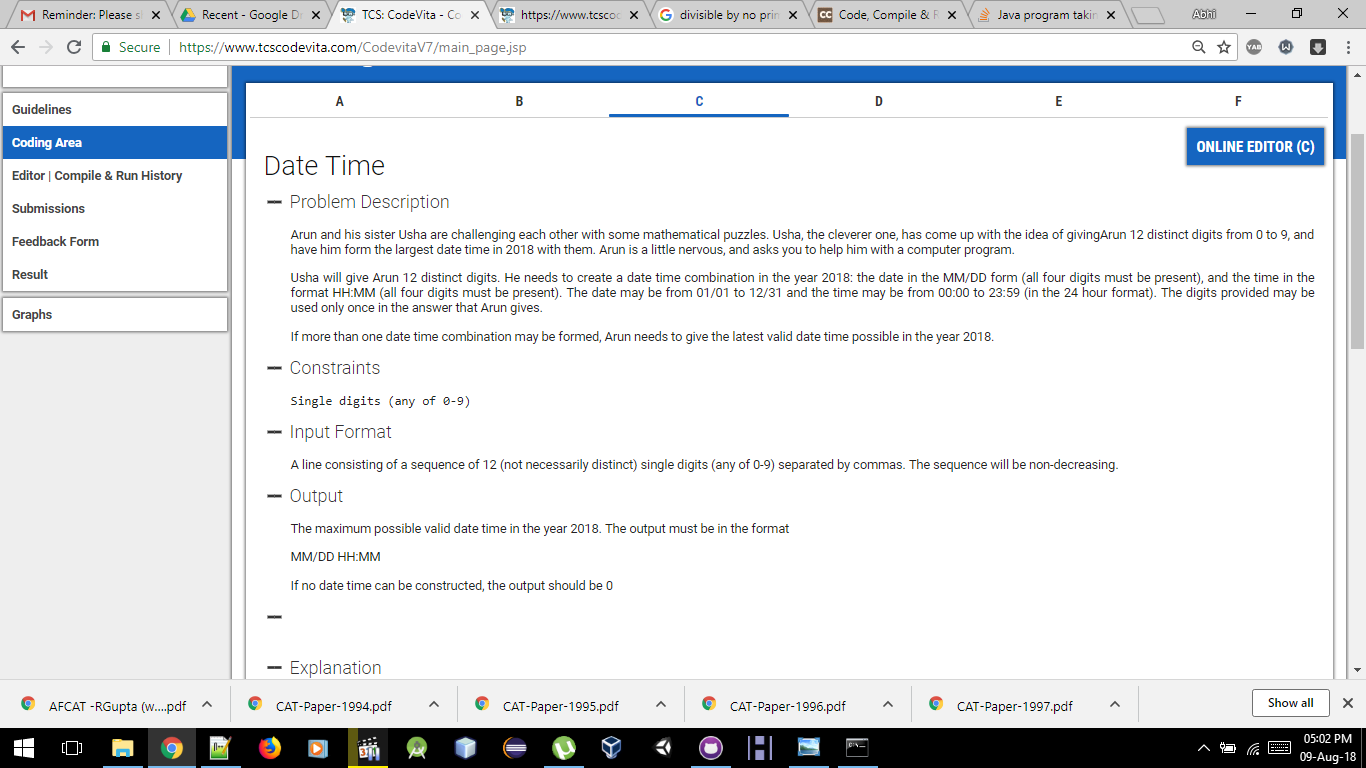 Reminder: Please s
Recent - Google Dr
TCS: CodeVita - Co
https://www.tcscoc
divisible by no prin
Code, Compile & R
Java program takin
Abhi
Secure
https://www.tcscodevita.com/CodevitaV7/main_page.jsp
YAB
Guidelines
Coding Area
Editor | Compile & Run History
Submissions
Feedback Form
Result
Graphs
A B C D E F
ONLINE EDITOR (C)
Date Time
Problem Description
Arun and his sister Usha are challenging each other with some mathematical puzzles. Usha, the cleverer one, has come up with the idea of givingArun 12 distinct digits from 0 to 9, and
have him form the largest date time in 2018 with them. Arun is a little nervous, and asks you to help him with a computer program.
Usha will give Arun 12 distinct digits. He needs to create a date time combination in the year 2018: the date in the MM/DD form (all four digits must be present), and the time in the
format HH:MM (all four digits must be present). The date may be from 01/01 to 12/31 and the time may be from 00:00 to 23:59 (in the 24 hour format). The digits provided may be
used only once in the answer that Arun gives.
If more than one date time combination may be formed, Arun needs to give the latest valid date time possible in the year 2018.
Constraints
Single digits (any of 0-9)
Input Format
A line consisting of a sequence of 12 (not necessarily distinct) single digits (any of 0-9) separated by commas. The sequence will be non-decreasing.
Output
The maximum possible valid date time in the year 2018. The output must be in the format
MM/DD HH:MM
If no date time can be constructed, the output should be 0
Explanation
AFCAT -RGupta (w....pdf
CAT-Paper-1994.pdf
CAT-Paper-1995.pdf
CAT-Paper-1996.pdf
CAT-Paper-1997.pdf
Show all
05:02 PM
09-Aug-18